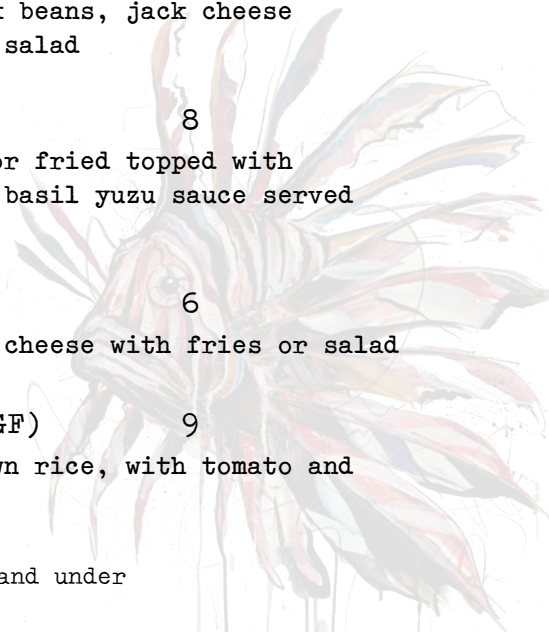 beans, jack cheese
salad
8
or fried topped with
basil yuzu sauce served
6
cheese with fries or salad
GF) 9
rice, with tomato and
and under